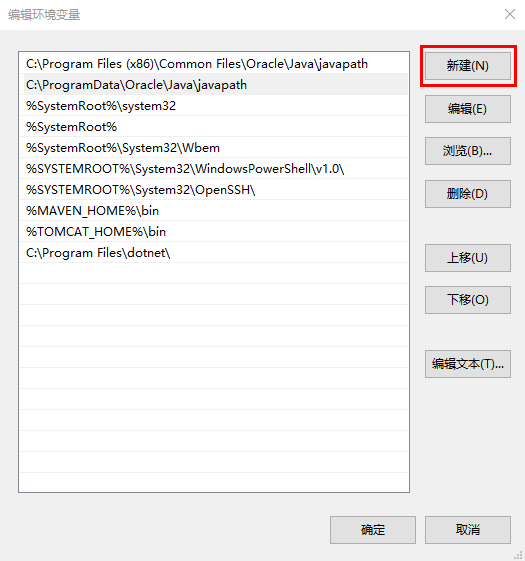 编辑环境变量
C:\Program Files (x86)\Common Files\Oracle\Java\javapath
C:\ProgramData\Oracle\Java\javapath
%SystemRoot%\system32
%SystemRoot%
%SystemRoot%\System32\Wbem
%SYSTEMROOT%\System32\WindowsPowerShell\v1.0\
%SYSTEMROOT%\System32\OpenSSH\
%MAVEN_HOME%\bin
%TOMCAT_HOME%\bin
C:\Program Files\dotnet\
新建(N)
编辑(E)
浏览(B)...
删除(D)
上移(U)
下移(O)
编辑文本(T)...
确定
取消